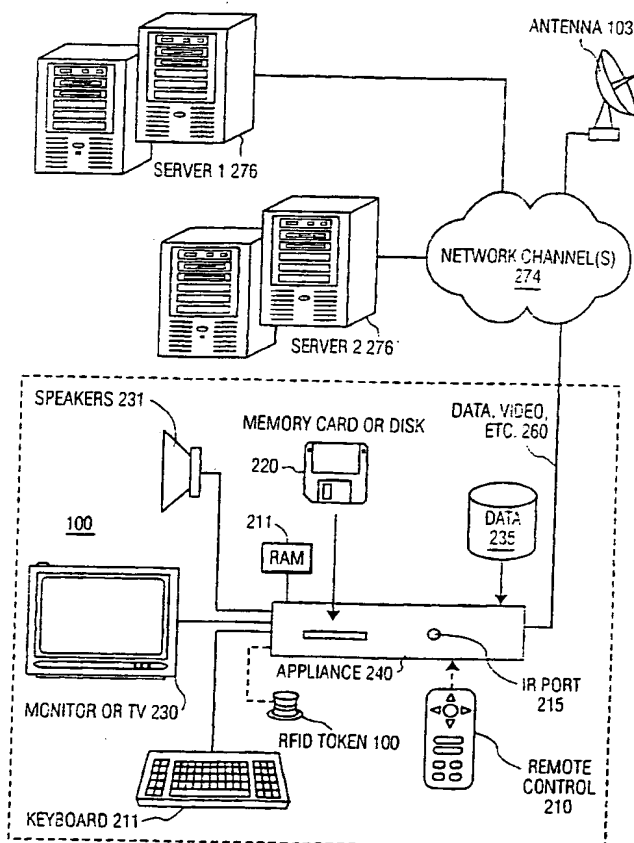 ANTENNA 103
SERVER 1 276
NETWORK CHANNEL(S)
274
SERVER 2 276
SPEAKERS 231
MEMORY CARD OR DISK
220
DATA, VIDEO,
ETC. 260
100
211
RAM
DATA
235
APPLIANCE 240
IR PORT
215
MONITOR OR TV 230
RFID TOKEN 100
REMOTE
CONTROL
210
KEYBOARD 211